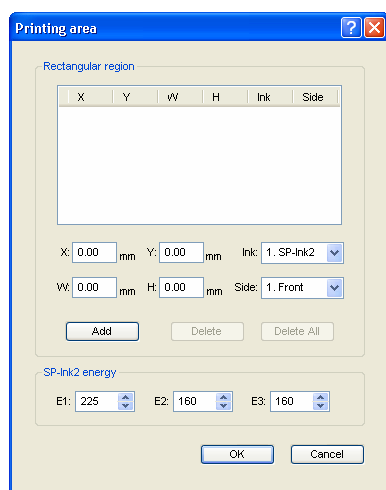 Printing area
Rectangular region
X Y W H Ink Side
X: 0.00 mm Y: 0.00 mm Ink: 1. SP-Ink2
W: 0.00 mm H: 0.00 mm Side: 1. Front
Add Delete Delete All
SP-Ink2 energy
E1: 225 E2: 160 E3: 160
OK Cancel